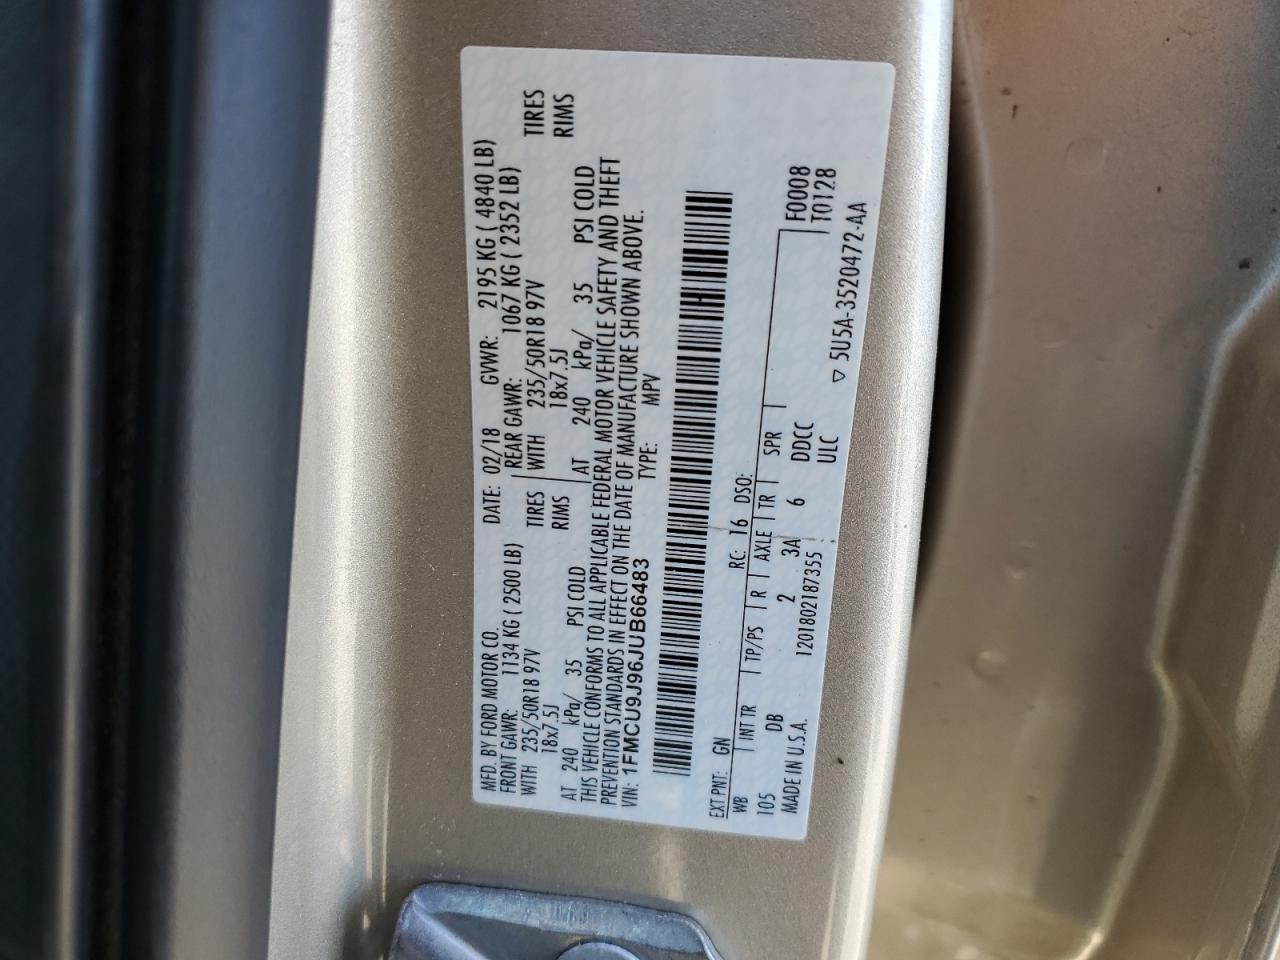 MFD. BY FORD MOTOR CO. DATE: 02/18 GVWR: 2195 KG ( 4840 LB)
FRONT GAWR: 1134 KG ( 2500 LB) REAR GAWR: 1067 KG ( 2352 LB)
WITH 235/50R18 97V TIRES WITH 235/50R18 97V TIRES
18x7.5J RIMS 18x7.5J RIMS
AT 240 kPa/ 35 PSI COLD AT 240 kPa/ 35 PSI COLD
THIS VEHICLE CONFORMS TO ALL APPLICABLE FEDERAL MOTOR VEHICLE SAFETY AND THEFT
PREVENTION STANDARDS IN EFFECT ON THE DATE OF MANUFACTURE SHOWN ABOVE.
VIN: 1FMCU9J96JUB66483 TYPE: MPV
EXT PNT: GN RC: 16 DSO:
WB INT TR TP/PS R AXLE TR SPR F0008
105 DB 2 3A 6 DDCC T0128
MADE IN U.S.A. 1201802187355 ULC ▽ 5U5A-3520472-AA